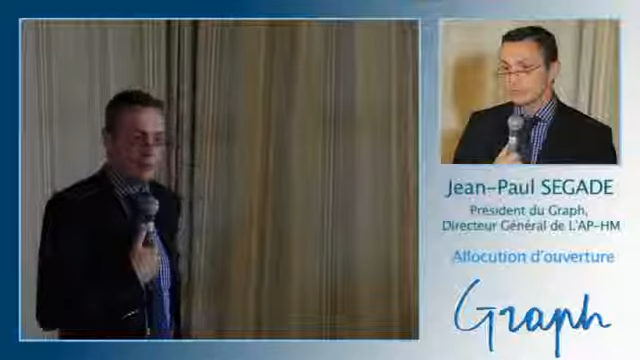 Jean-Paul SEGADE
Président du Graph,
Directeur Général de L'AP-HM
Allocution d'ouverture
Graph